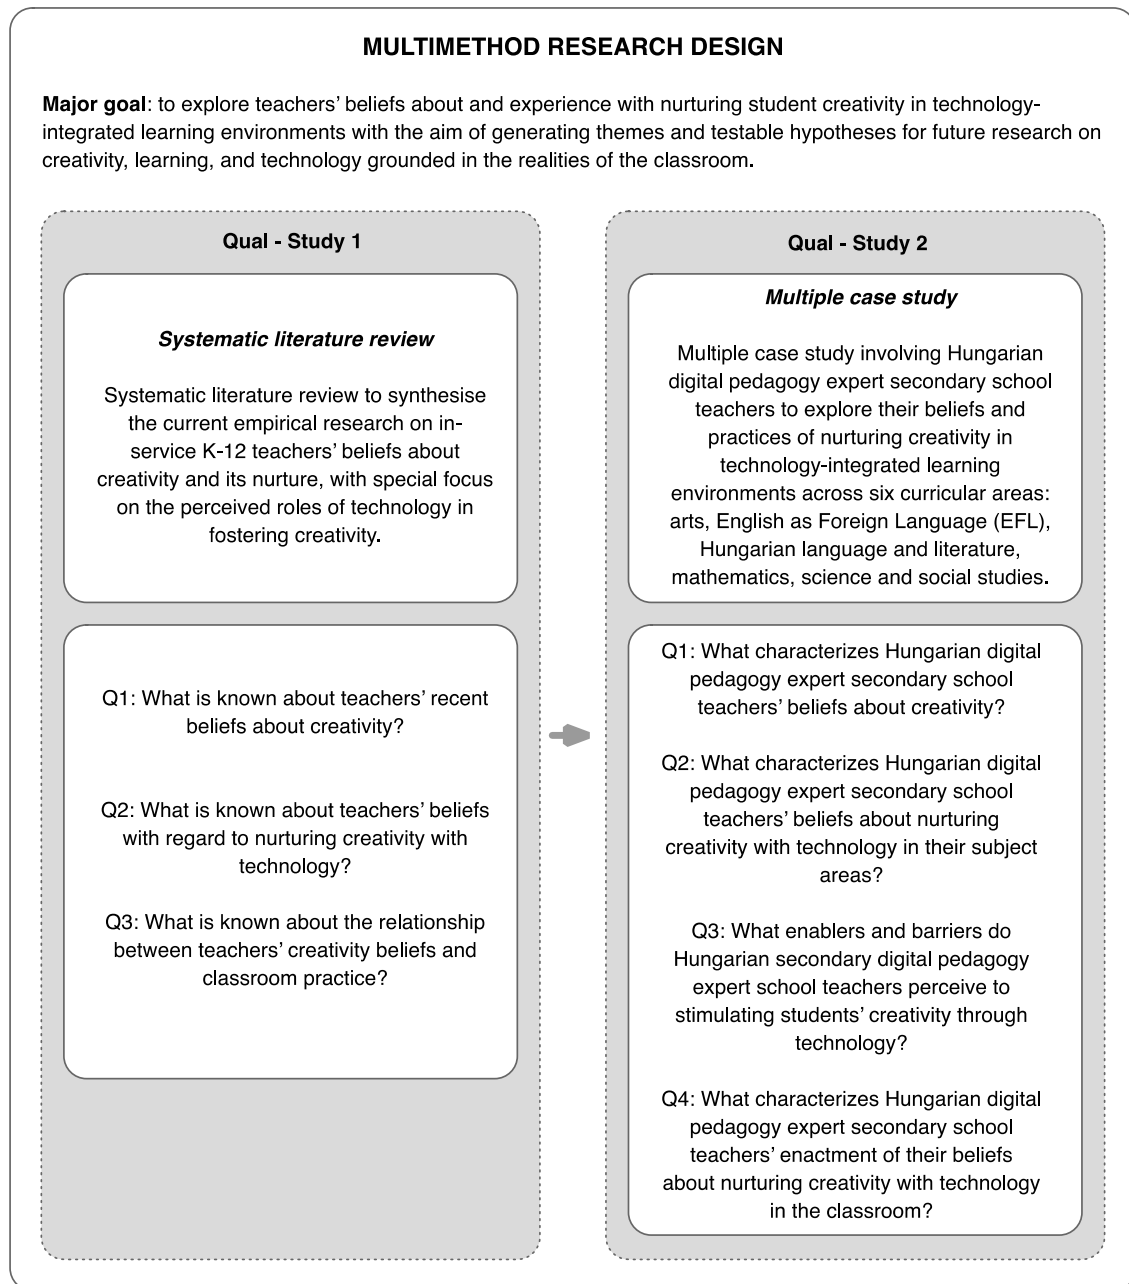 MULTIMETHOD RESEARCH DESIGN
Major goal: to explore teachers’ beliefs about and experience with nurturing student creativity in technology-
integrated learning environments with the aim of generating themes and testable hypotheses for future research on
creativity, learning, and technology grounded in the realities of the classroom.
Qual - Study 1
Systematic literature review
Systematic literature review to synthesise
the current empirical research on in-
service K-12 teachers’ beliefs about
creativity and its nurture, with special focus
on the perceived roles of technology in
fostering creativity.
Q1: What is known about teachers’ recent
beliefs about creativity?
Q2: What is known about teachers’ beliefs
with regard to nurturing creativity with
technology?
Q3: What is known about the relationship
between teachers’ creativity beliefs and
classroom practice?
Qual - Study 2
Multiple case study
Multiple case study involving Hungarian
digital pedagogy expert secondary school
teachers to explore their beliefs and
practices of nurturing creativity in
technology-integrated learning
environments across six curricular areas:
arts, English as Foreign Language (EFL),
Hungarian language and literature,
mathematics, science and social studies.
Q1: What characterizes Hungarian digital
pedagogy expert secondary school
teachers’ beliefs about creativity?
Q2: What characterizes Hungarian digital
pedagogy expert secondary school
teachers’ beliefs about nurturing
creativity with technology in their subject
areas?
Q3: What enablers and barriers do
Hungarian secondary digital pedagogy
expert school teachers perceive to
stimulating students’ creativity through
technology?
Q4: What characterizes Hungarian digital
pedagogy expert secondary school
teachers’ enactment of their beliefs
about nurturing creativity with technology
in the classroom?